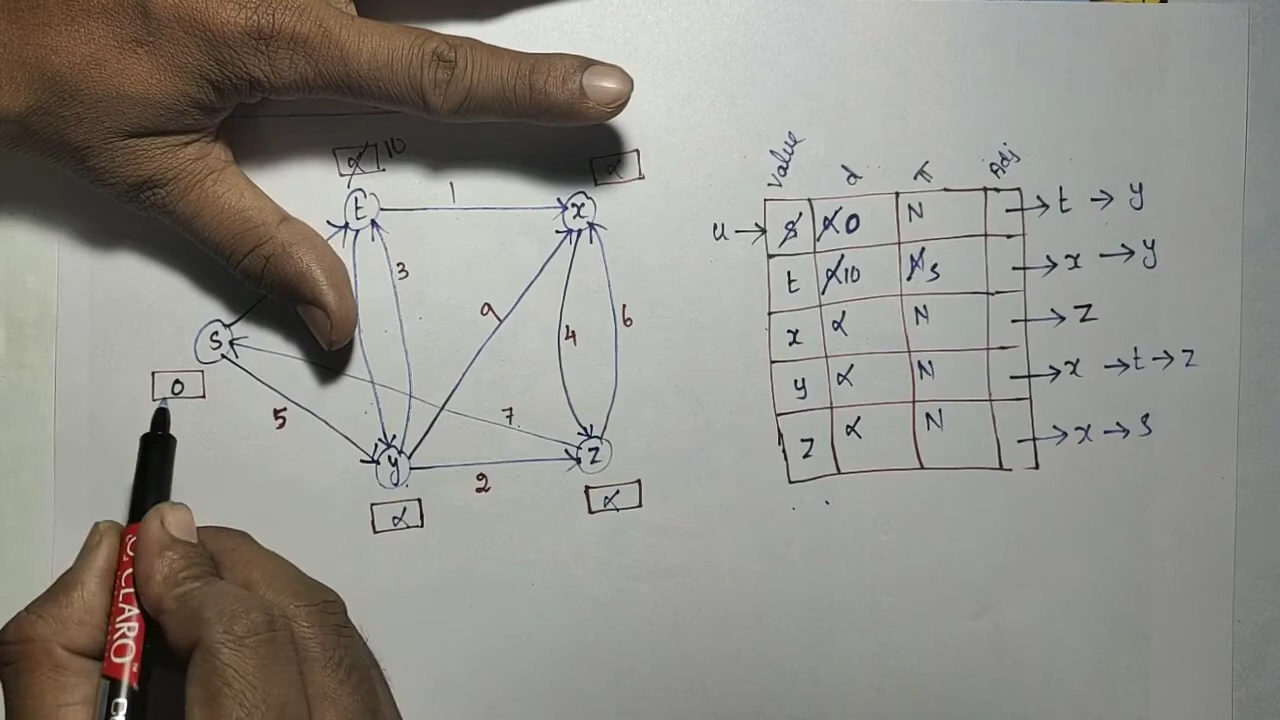 α 10
α
t
1
x
3
9
4
6
S
0
5
7
y
2
z
α
α
O.CLARO
value d π Adj
u → s α 0 N → t → y
t α 10 N s → x → y
x α N → z
y α N → x → t → z
z α N → x → s